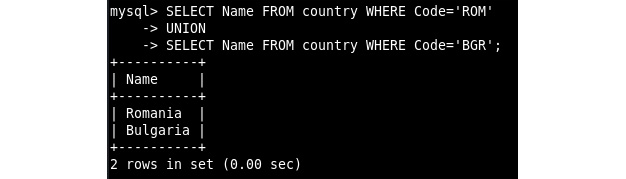 mysql> SELECT Name FROM country WHERE Code='ROM'
    -> UNION
    -> SELECT Name FROM country WHERE Code='BGR';
+----------+
| Name     |
+----------+
| Romania  |
| Bulgaria |
+----------+
2 rows in set (0.00 sec)